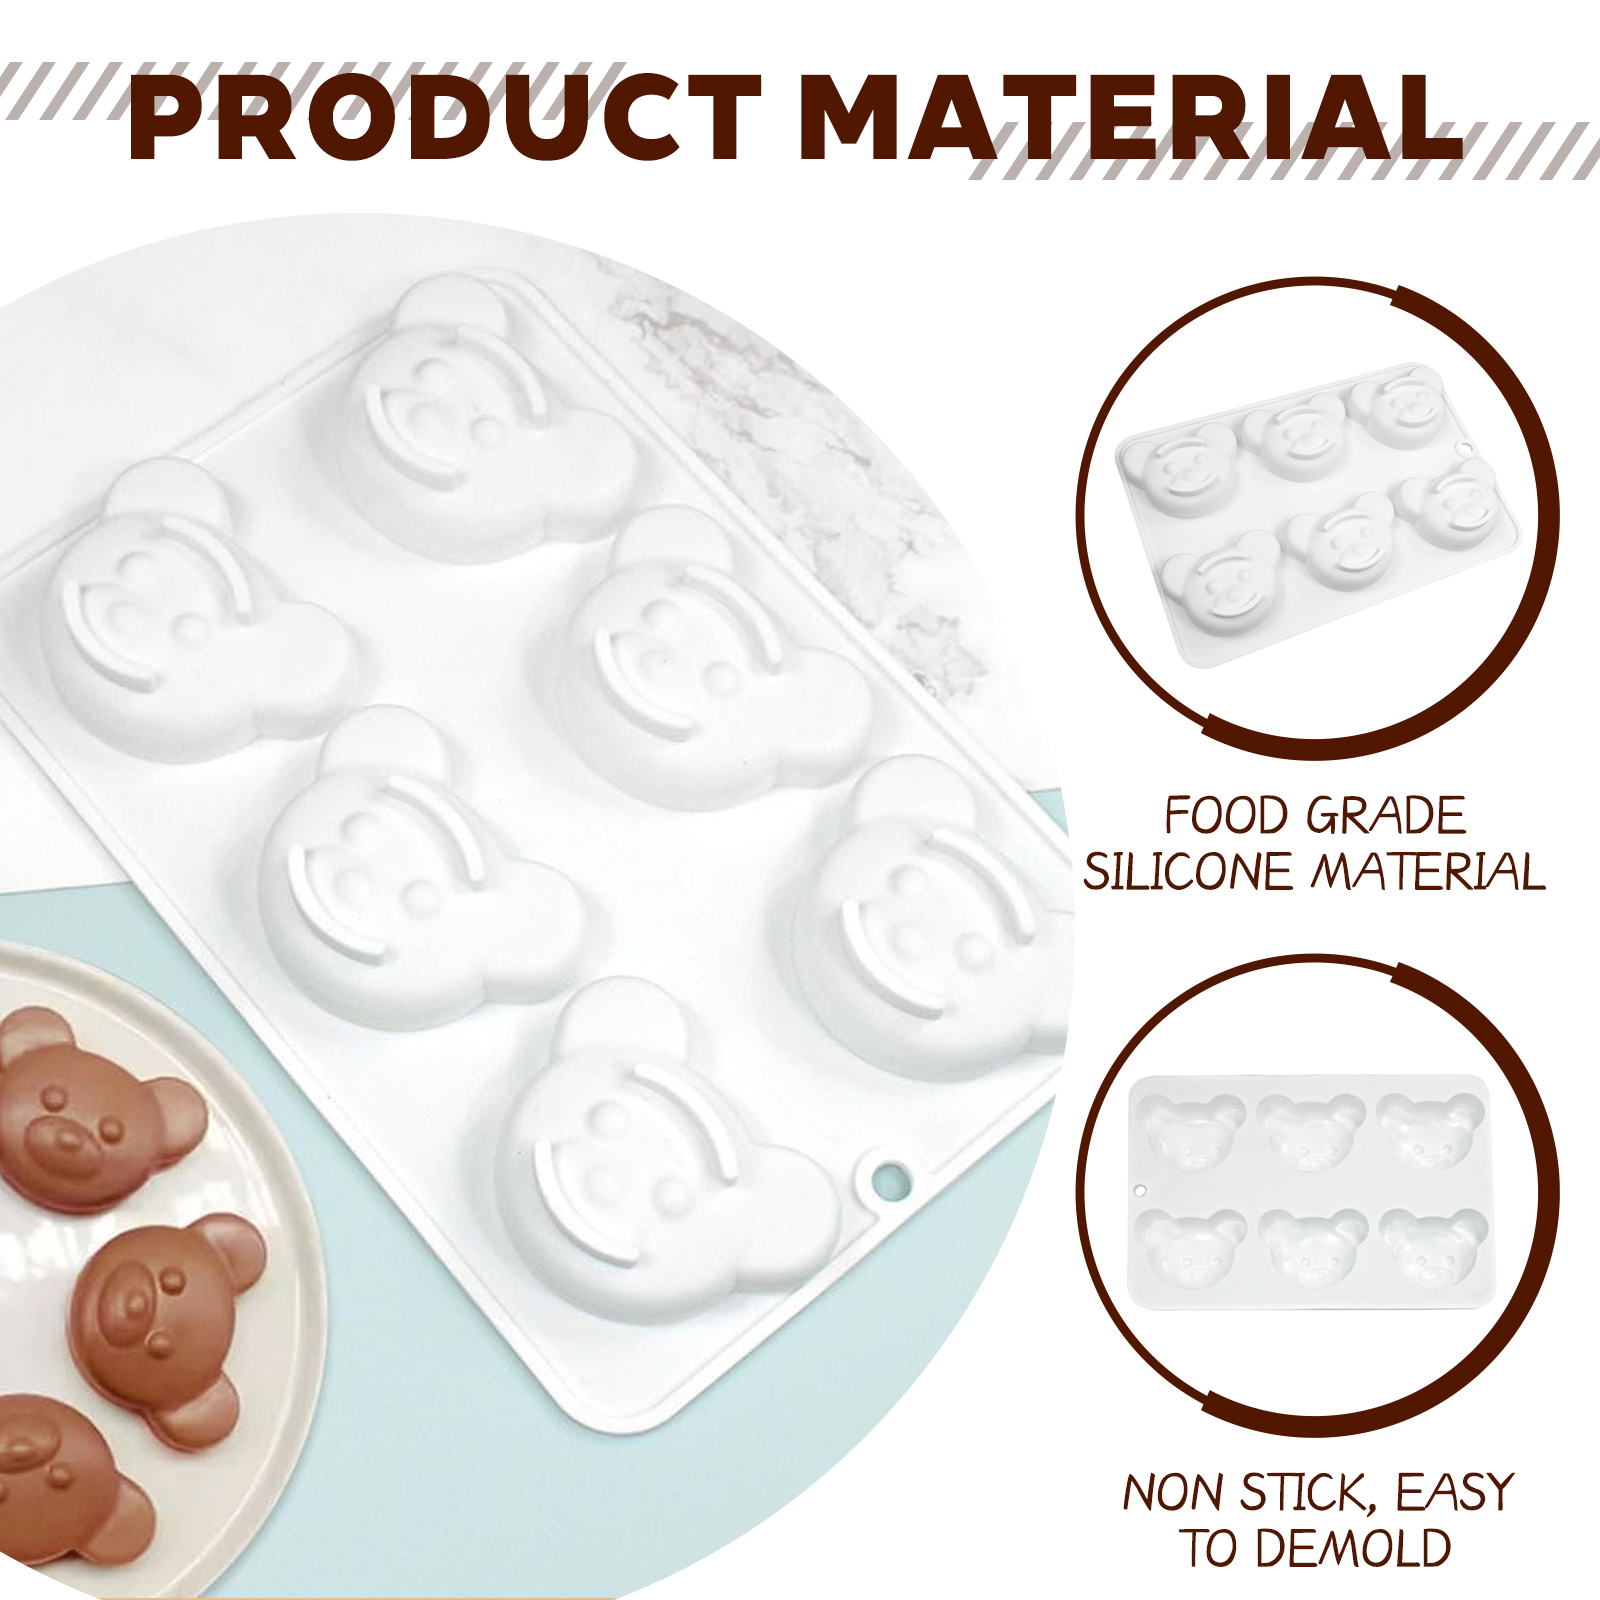 PRODUCT MATERIAL
FOOD GRADE
SILICONE MATERIAL
NON STICK, EASY
TO DEMOLD